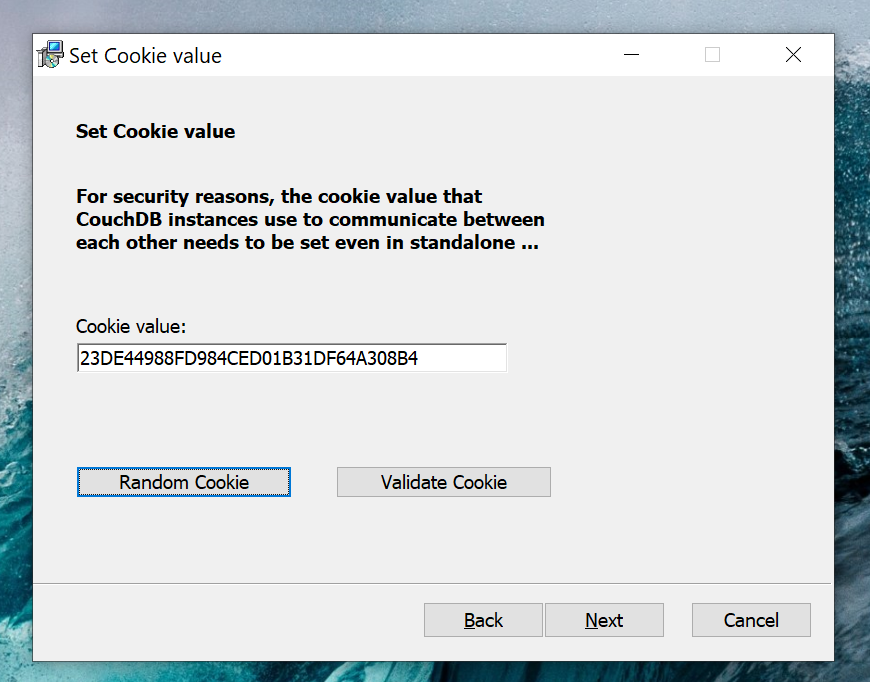 Set Cookie value
Set Cookie value
For security reasons, the cookie value that
CouchDB instances use to communicate between
each other needs to be set even in standalone ...
Cookie value:
23DE44988FD984CED01B31DF64A308B4
Random Cookie Validate Cookie
Back Next Cancel